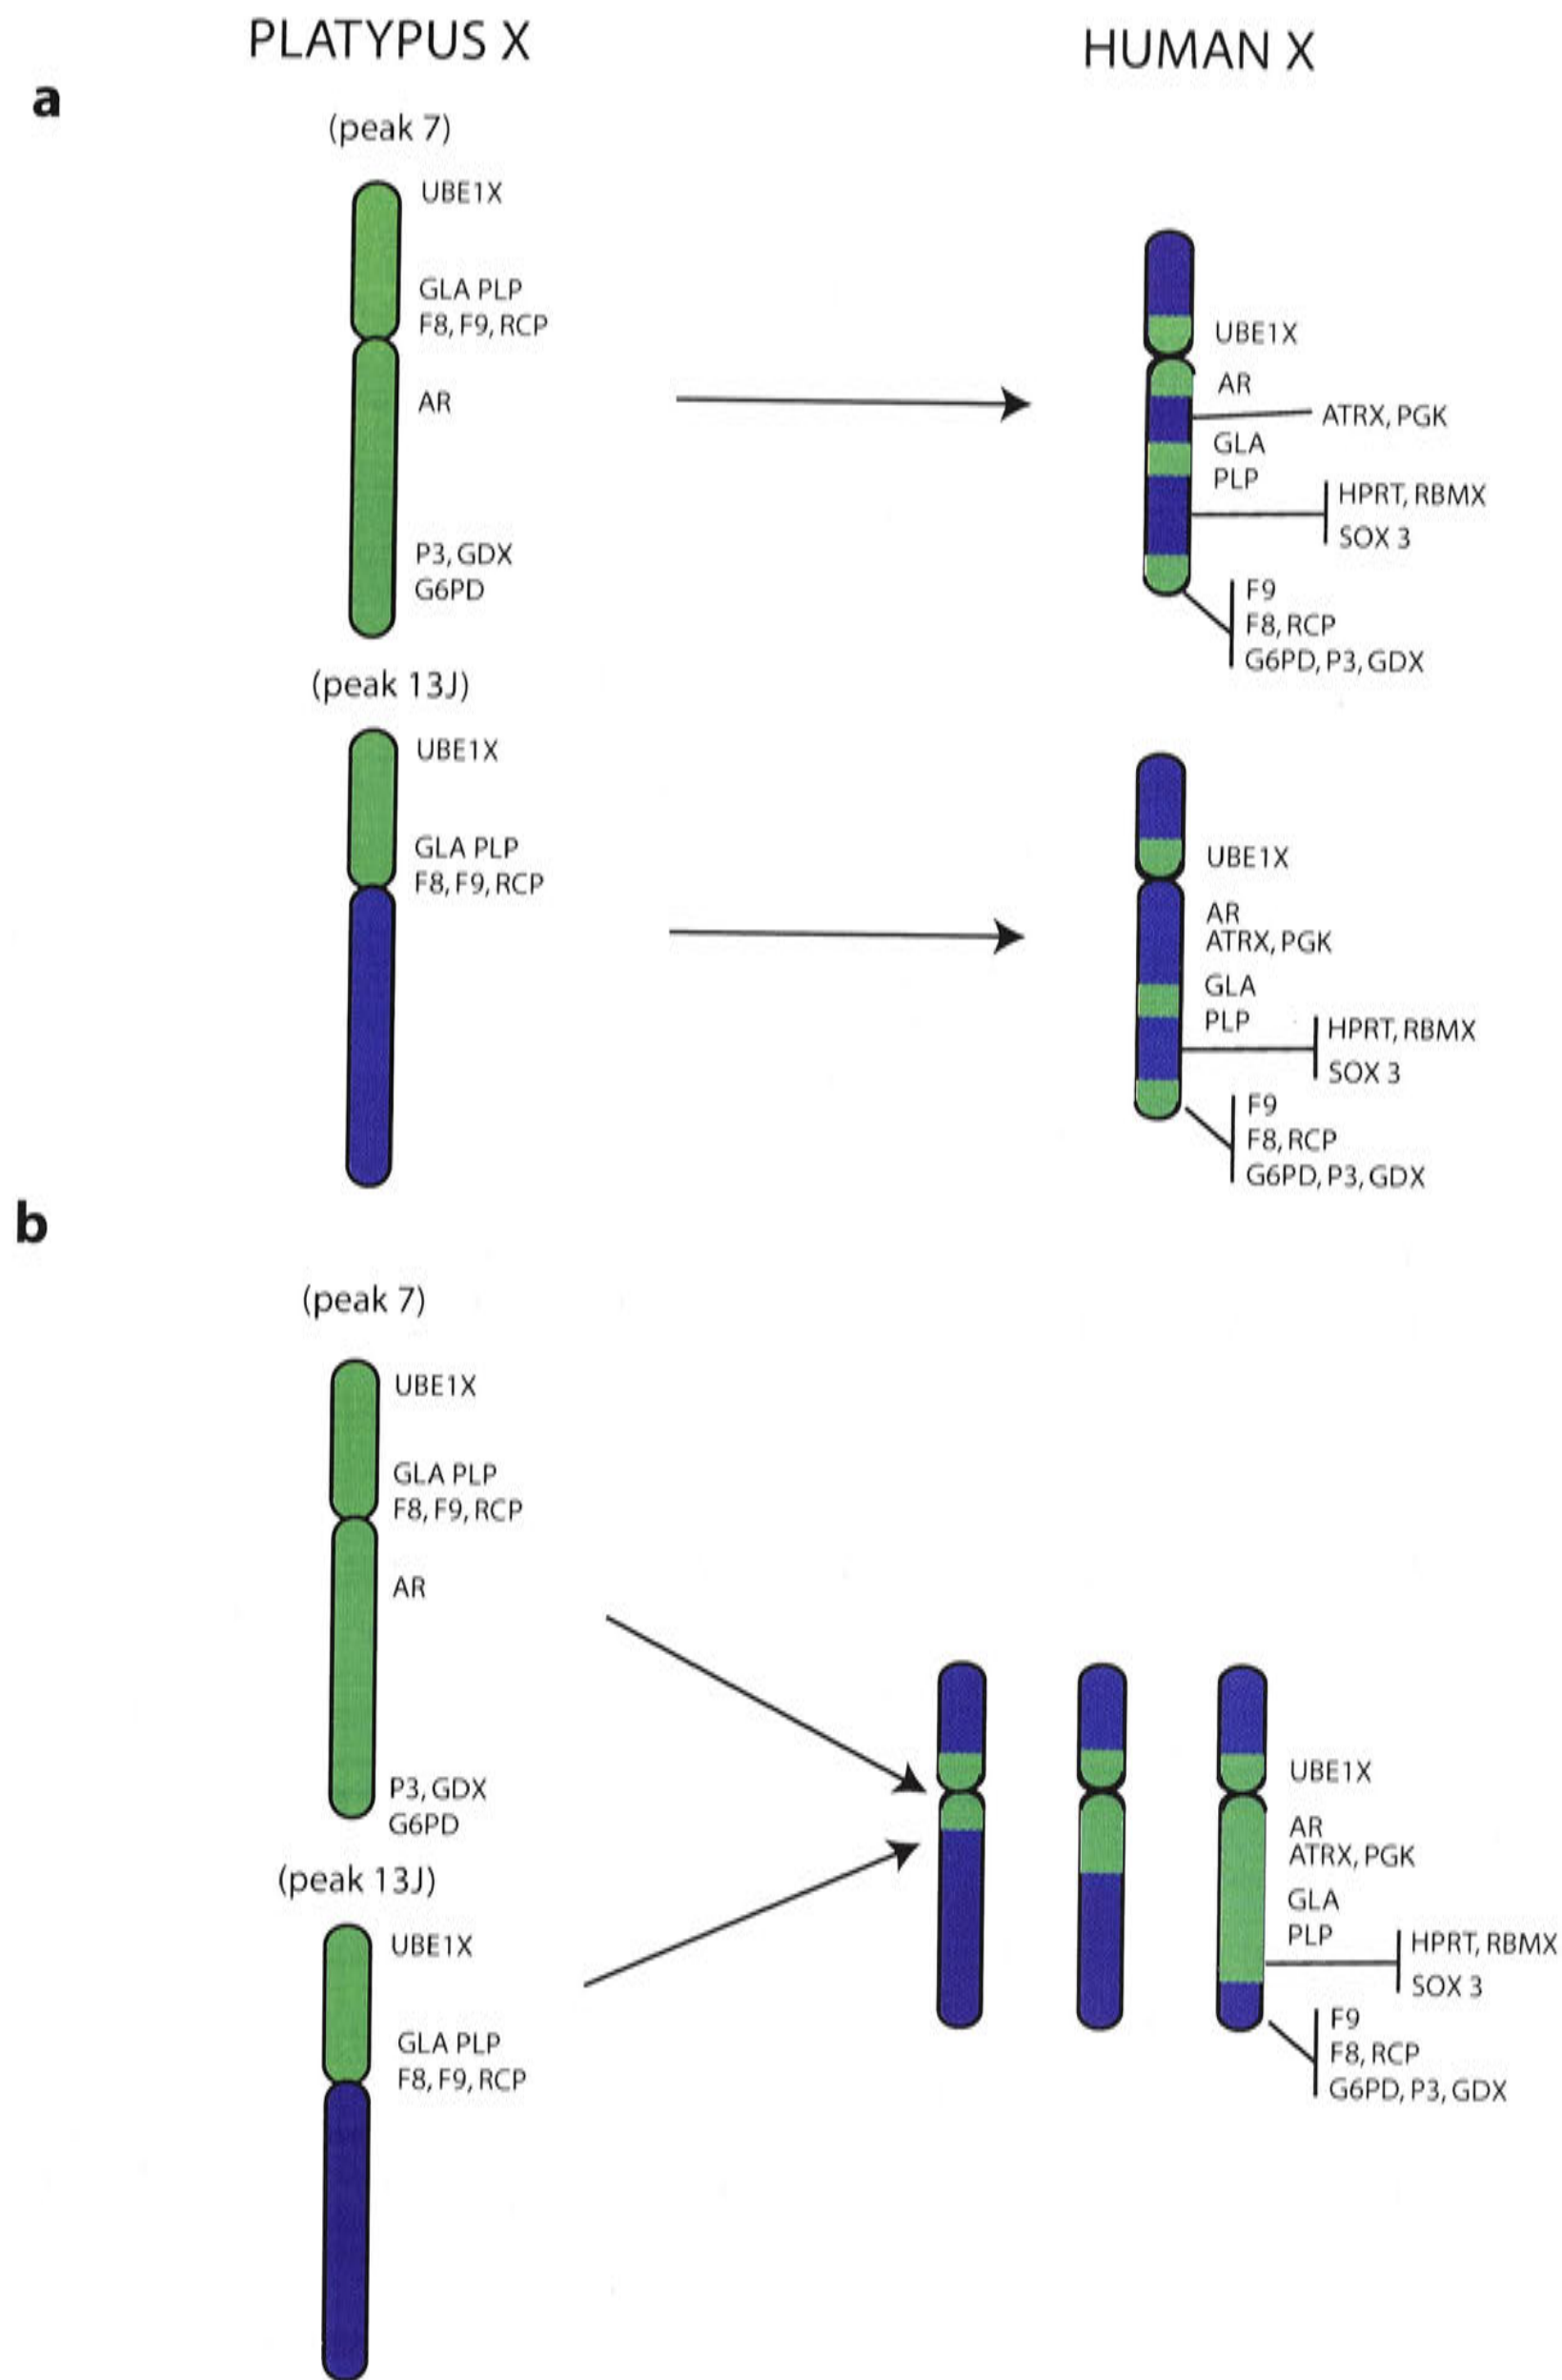 PLATYPUS X
HUMAN X
a
(peak 7)
UBE1X
GLA PLP
F8, F9, RCP
AR
P3, GDX
G6PD
UBE1X
AR
ATRX, PGK
GLA
PLP
HPRT, RBMX
SOX 3
F9
F8, RCP
G6PD, P3, GDX
(peak 13J)
UBE1X
GLA PLP
F8, F9, RCP
UBE1X
AR
ATRX, PGK
GLA
PLP
HPRT, RBMX
SOX 3
F9
F8, RCP
G6PD, P3, GDX
b
(peak 7)
UBE1X
GLA PLP
F8, F9, RCP
AR
P3, GDX
G6PD
(peak 13J)
UBE1X
GLA PLP
F8, F9, RCP
UBE1X
AR
ATRX, PGK
GLA
PLP
HPRT, RBMX
SOX 3
F9
F8, RCP
G6PD, P3, GDX